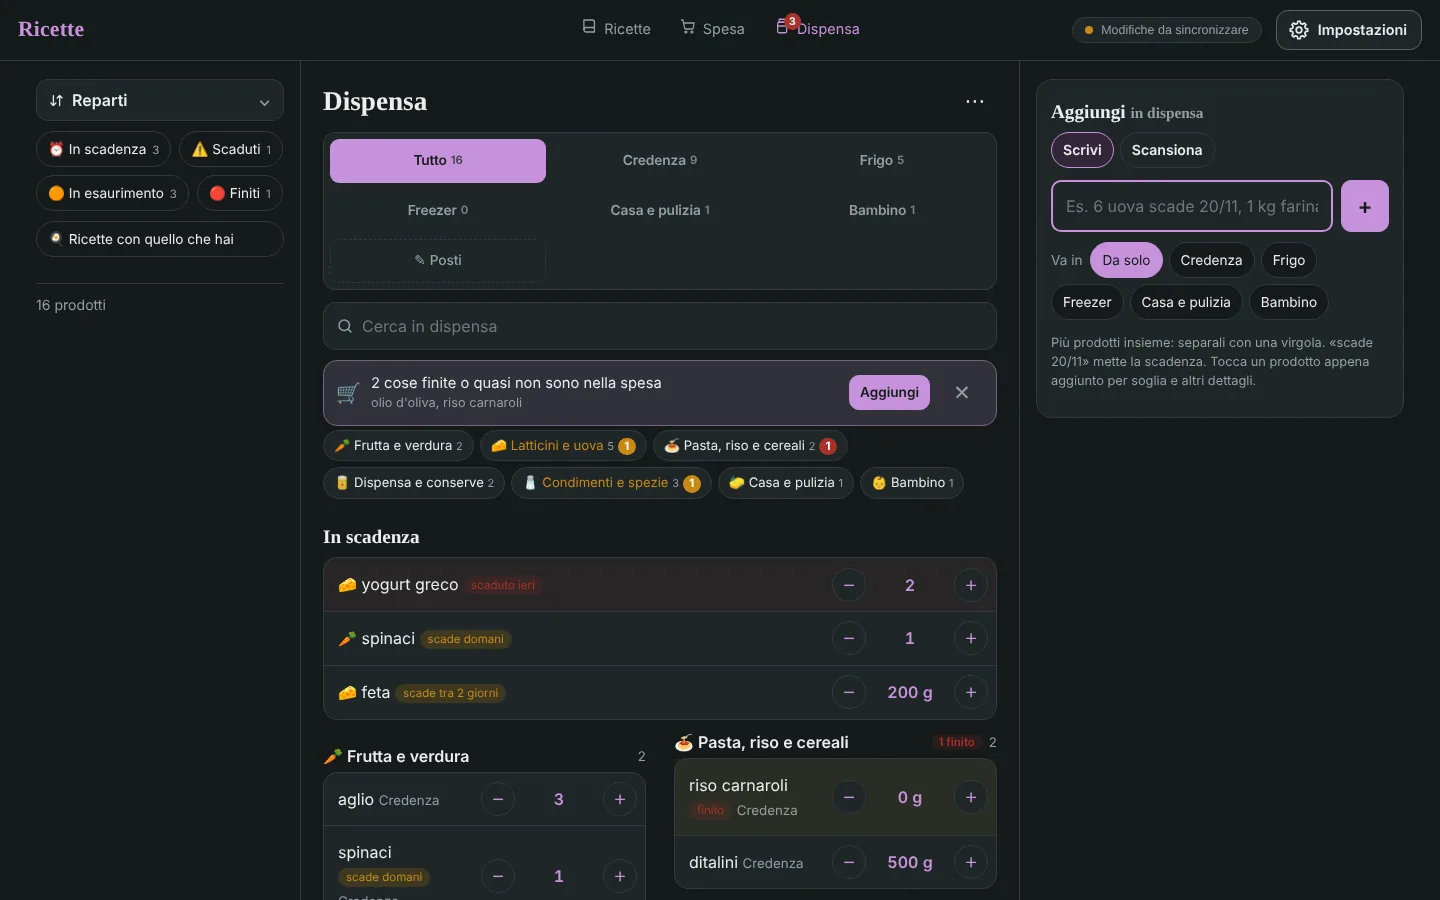 Ricette
Ricette
Spesa
3
Dispensa
Modifiche da sincronizzare
Impostazioni
Reparti
In scadenza 3
Scaduti 1
In esaurimento 3
Finiti 1
Ricette con quello che hai
16 prodotti
Dispensa
...
Tutto 16
Credenza 9
Frigo 5
Freezer 0
Casa e pulizia 1
Bambino 1
✎ Posti
Cerca in dispensa
2 cose finite o quasi non sono nella spesa
olio d'oliva, riso carnaroli
Aggiungi
✕
Frutta e verdura 2
Latticini e uova 5 1
Pasta, riso e cereali 2 1
Dispensa e conserve 2
Condimenti e spezie 3 1
Casa e pulizia 1
Bambino 1
In scadenza
yogurt greco scaduto ieri − 2 +
spinaci scade domani − 1 +
feta scade tra 2 giorni − 200 g +
Frutta e verdura 2
aglio Credenza − 3 +
spinaci
scade domani − 1 +
Credenza
Pasta, riso e cereali 1 finito 2
riso carnaroli
finito Credenza − 0 g +
ditalini Credenza − 500 g +
Aggiungi in dispensa
Scrivi
Scansiona
Es. 6 uova scade 20/11, 1 kg farina
+
Va in
Da solo
Credenza
Frigo
Freezer
Casa e pulizia
Bambino
Più prodotti insieme: separali con una virgola. «scade
20/11» mette la scadenza. Tocca un prodotto appena
aggiunto per soglia e altri dettagli.